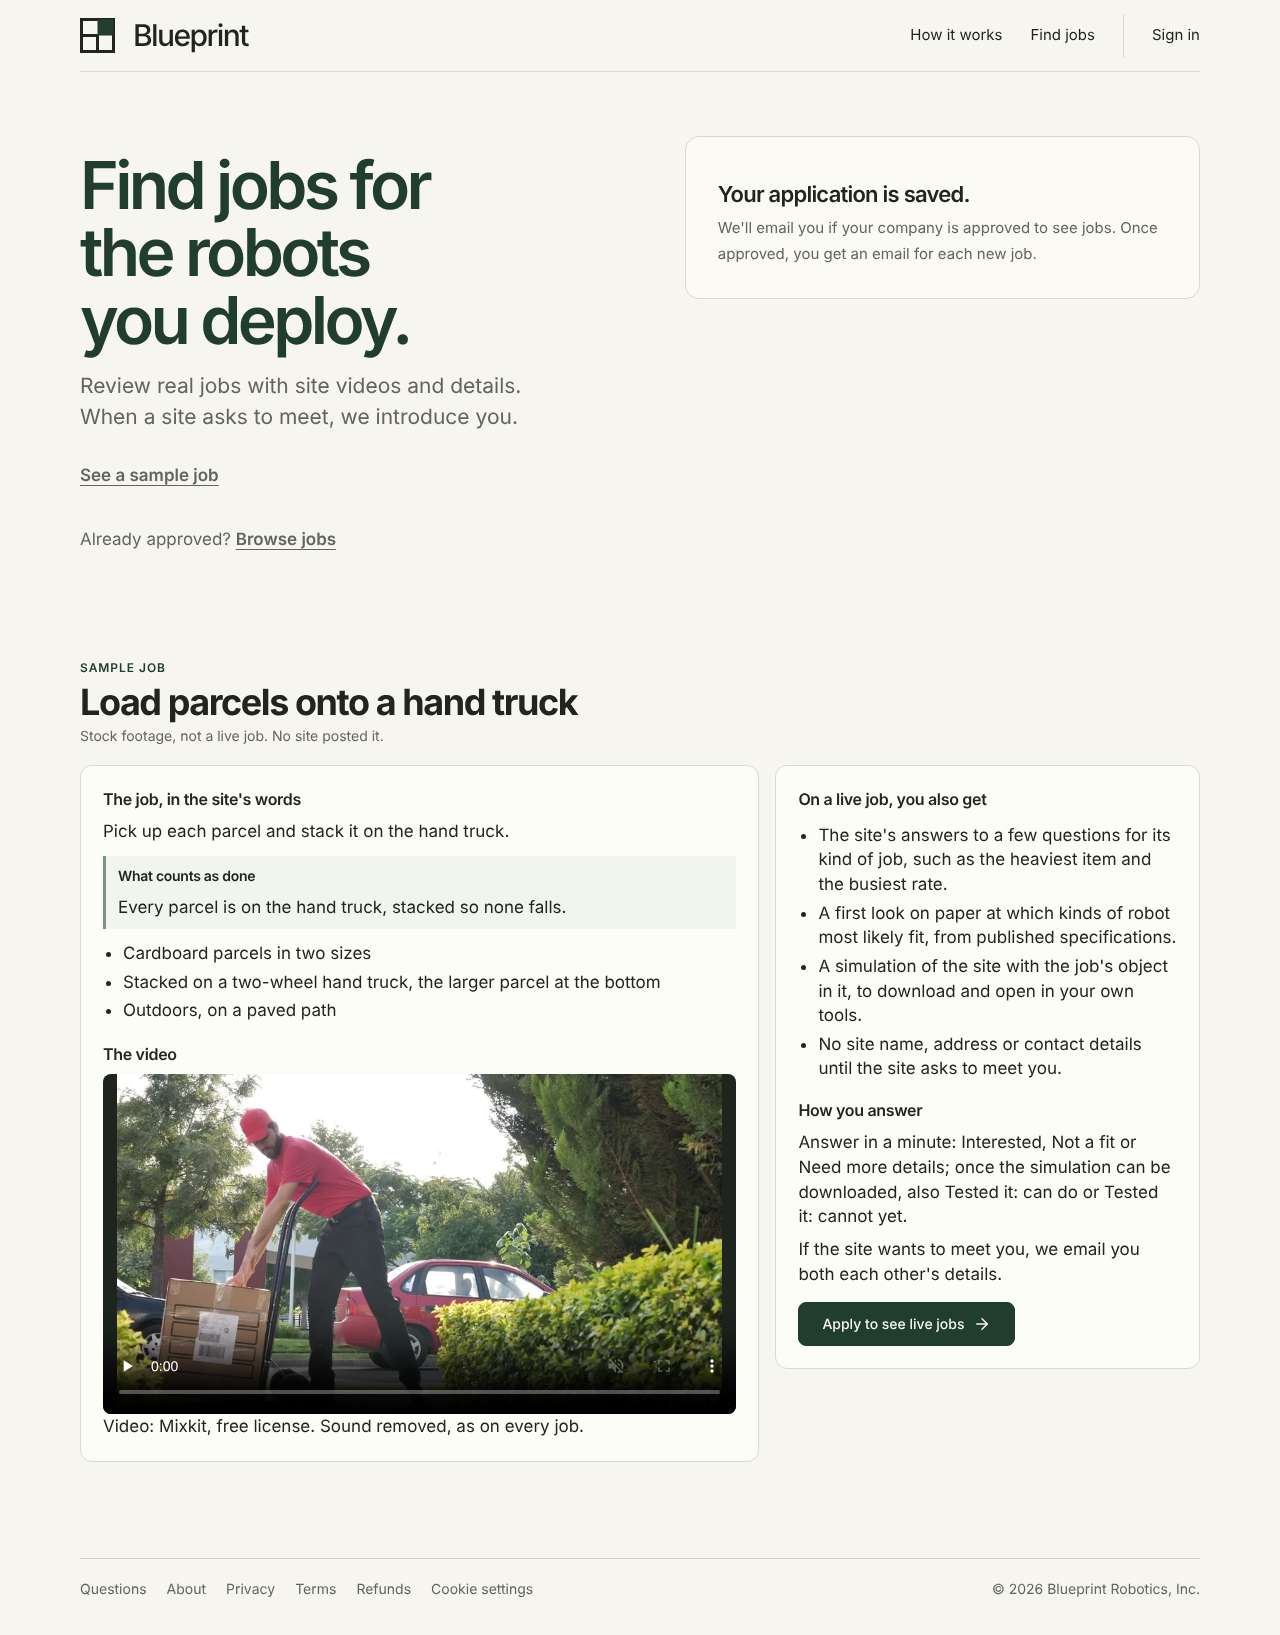 Blueprint
How it works
Find jobs
Sign in
Find jobs for
the robots
you deploy.
Review real jobs with site videos and details.
When a site asks to meet, we introduce you.
See a sample job
Already approved? Browse jobs
Your application is saved.
We'll email you if your company is approved to see jobs. Once
approved, you get an email for each new job.
SAMPLE JOB
Load parcels onto a hand truck
Stock footage, not a live job. No site posted it.
The job, in the site's words
Pick up each parcel and stack it on the hand truck.
What counts as done
Every parcel is on the hand truck, stacked so none falls.
Cardboard parcels in two sizes
Stacked on a two-wheel hand truck, the larger parcel at the bottom
Outdoors, on a paved path
The video
0:00
Video: Mixkit, free license. Sound removed, as on every job.
On a live job, you also get
The site's answers to a few questions for its
kind of job, such as the heaviest item and
the busiest rate.
A first look on paper at which kinds of robot
most likely fit, from published specifications.
A simulation of the site with the job's object
in it, to download and open in your own
tools.
No site name, address or contact details
until the site asks to meet you.
How you answer
Answer in a minute: Interested, Not a fit or
Need more details; once the simulation can be
downloaded, also Tested it: can do or Tested
it: cannot yet.
If the site wants to meet you, we email you
both each other's details.
Apply to see live jobs
Questions
About
Privacy
Terms
Refunds
Cookie settings
© 2026 Blueprint Robotics, Inc.